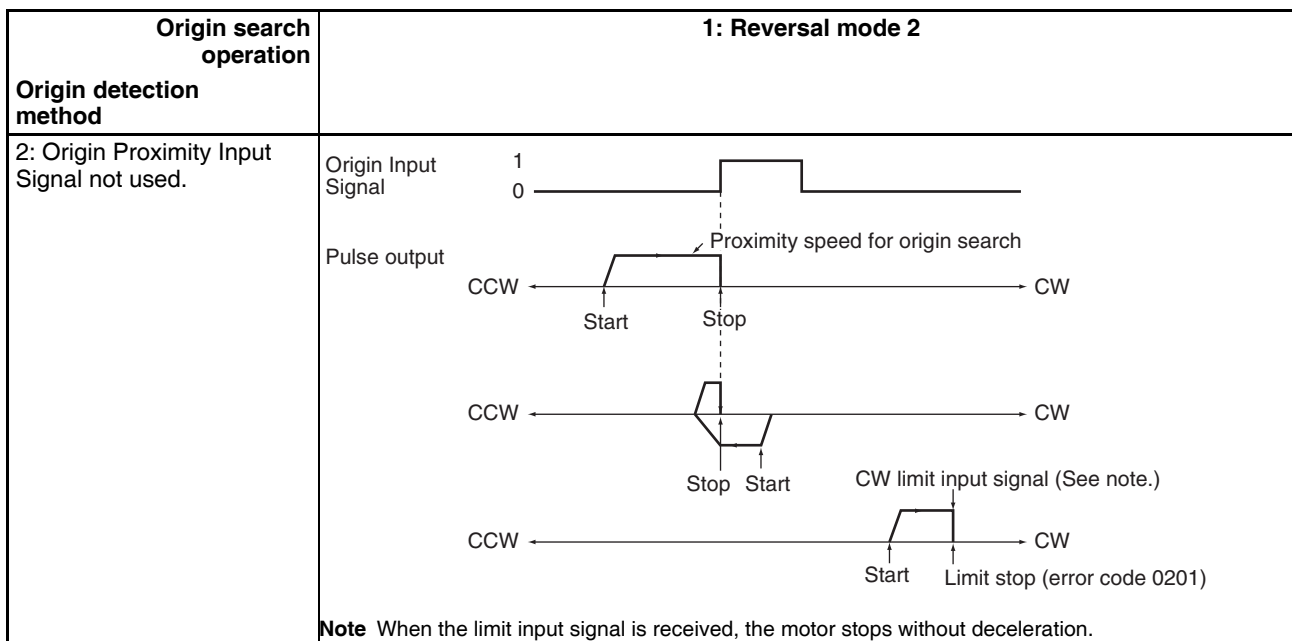 Origin search
operation
Origin detection
method
1: Reversal mode 2
2: Origin Proximity Input
Signal not used.
Origin Input
Signal
1
0
Pulse output
Proximity speed for origin search
CCW
CW
Start
Stop
CCW
CW
Stop
Start
CW limit input signal (See note.)
CCW
CW
Start
Limit stop (error code 0201)
Note When the limit input signal is received, the motor stops without deceleration.